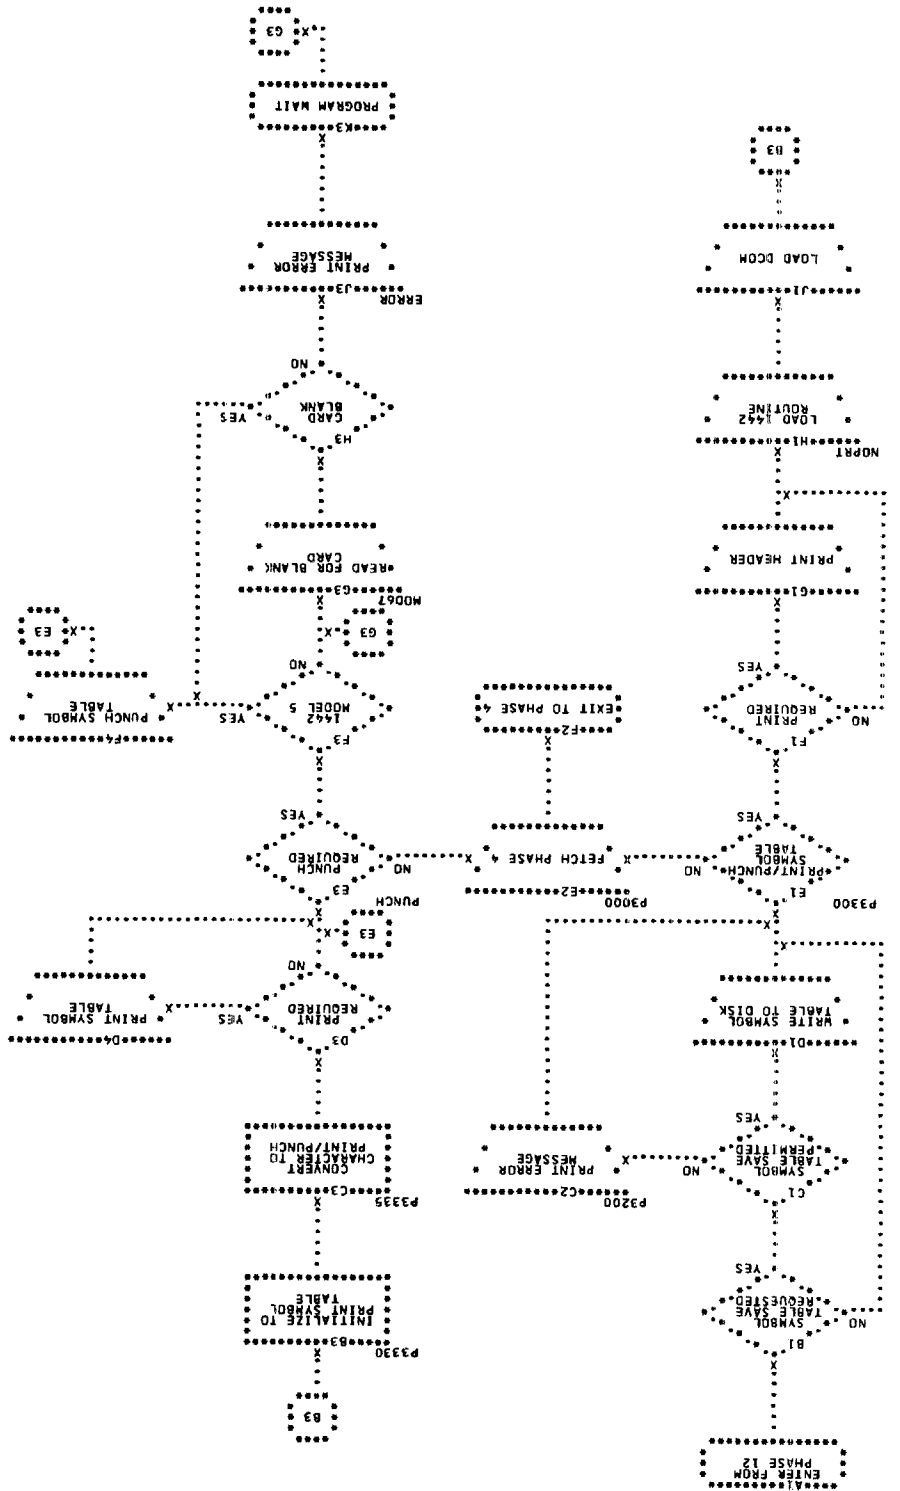 A1
ENTER FROM
PHASE 12
B1
SYMBOL
TABLE SAVE
REQUESTED
NO
YES
C1
SYMBOL
TABLE SAVE
PERMITTED
NO
YES
P3200
C2
PRINT ERROR
MESSAGE
D1
WRITE SYMBOL
TABLE TO DISK
P3300
E1
PRINT/PUNCH
SYMBOL
TABLE
NO
YES
P3000
E2
FETCH PHASE 4
F2
EXIT TO PHASE 4
F1
PRINT
REQUIRED
NO
YES
G1
PRINT HEADER
NOPRT
H1
LOAD 1442
ROUTINE
J1
LOAD DCOM
B3
B3
P3330
B3
INITIALIZE TO
PRINT SYMBOL
TABLE
P3335
C3
CONVERT
CHARACTER TO
PRINT/PUNCH
D3
PRINT
REQUIRED
YES
NO
D4
PRINT SYMBOL
TABLE
E3
PUNCH
E3
PUNCH
REQUIRED
NO
YES
F3
1442
MODEL 5
YES
NO
F4
PUNCH SYMBOL
TABLE
E3
G3
MOD67
G3
READ FOR BLANK
CARD
H3
CARD
BLANK
YES
NO
ERROR
J3
PRINT ERROR
MESSAGE
K3
PROGRAM WAIT
G3